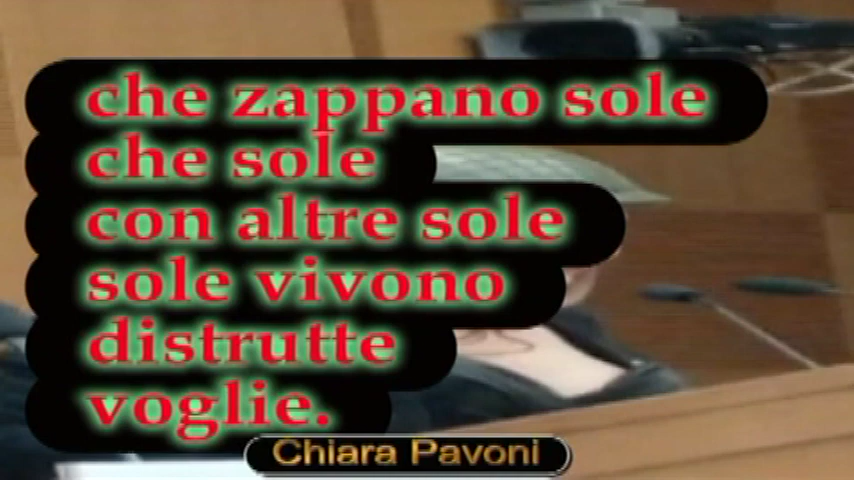 che zappano sole
che sole
con altre sole
sole vivono
distrutte
voglie.
Chiara Pavoni